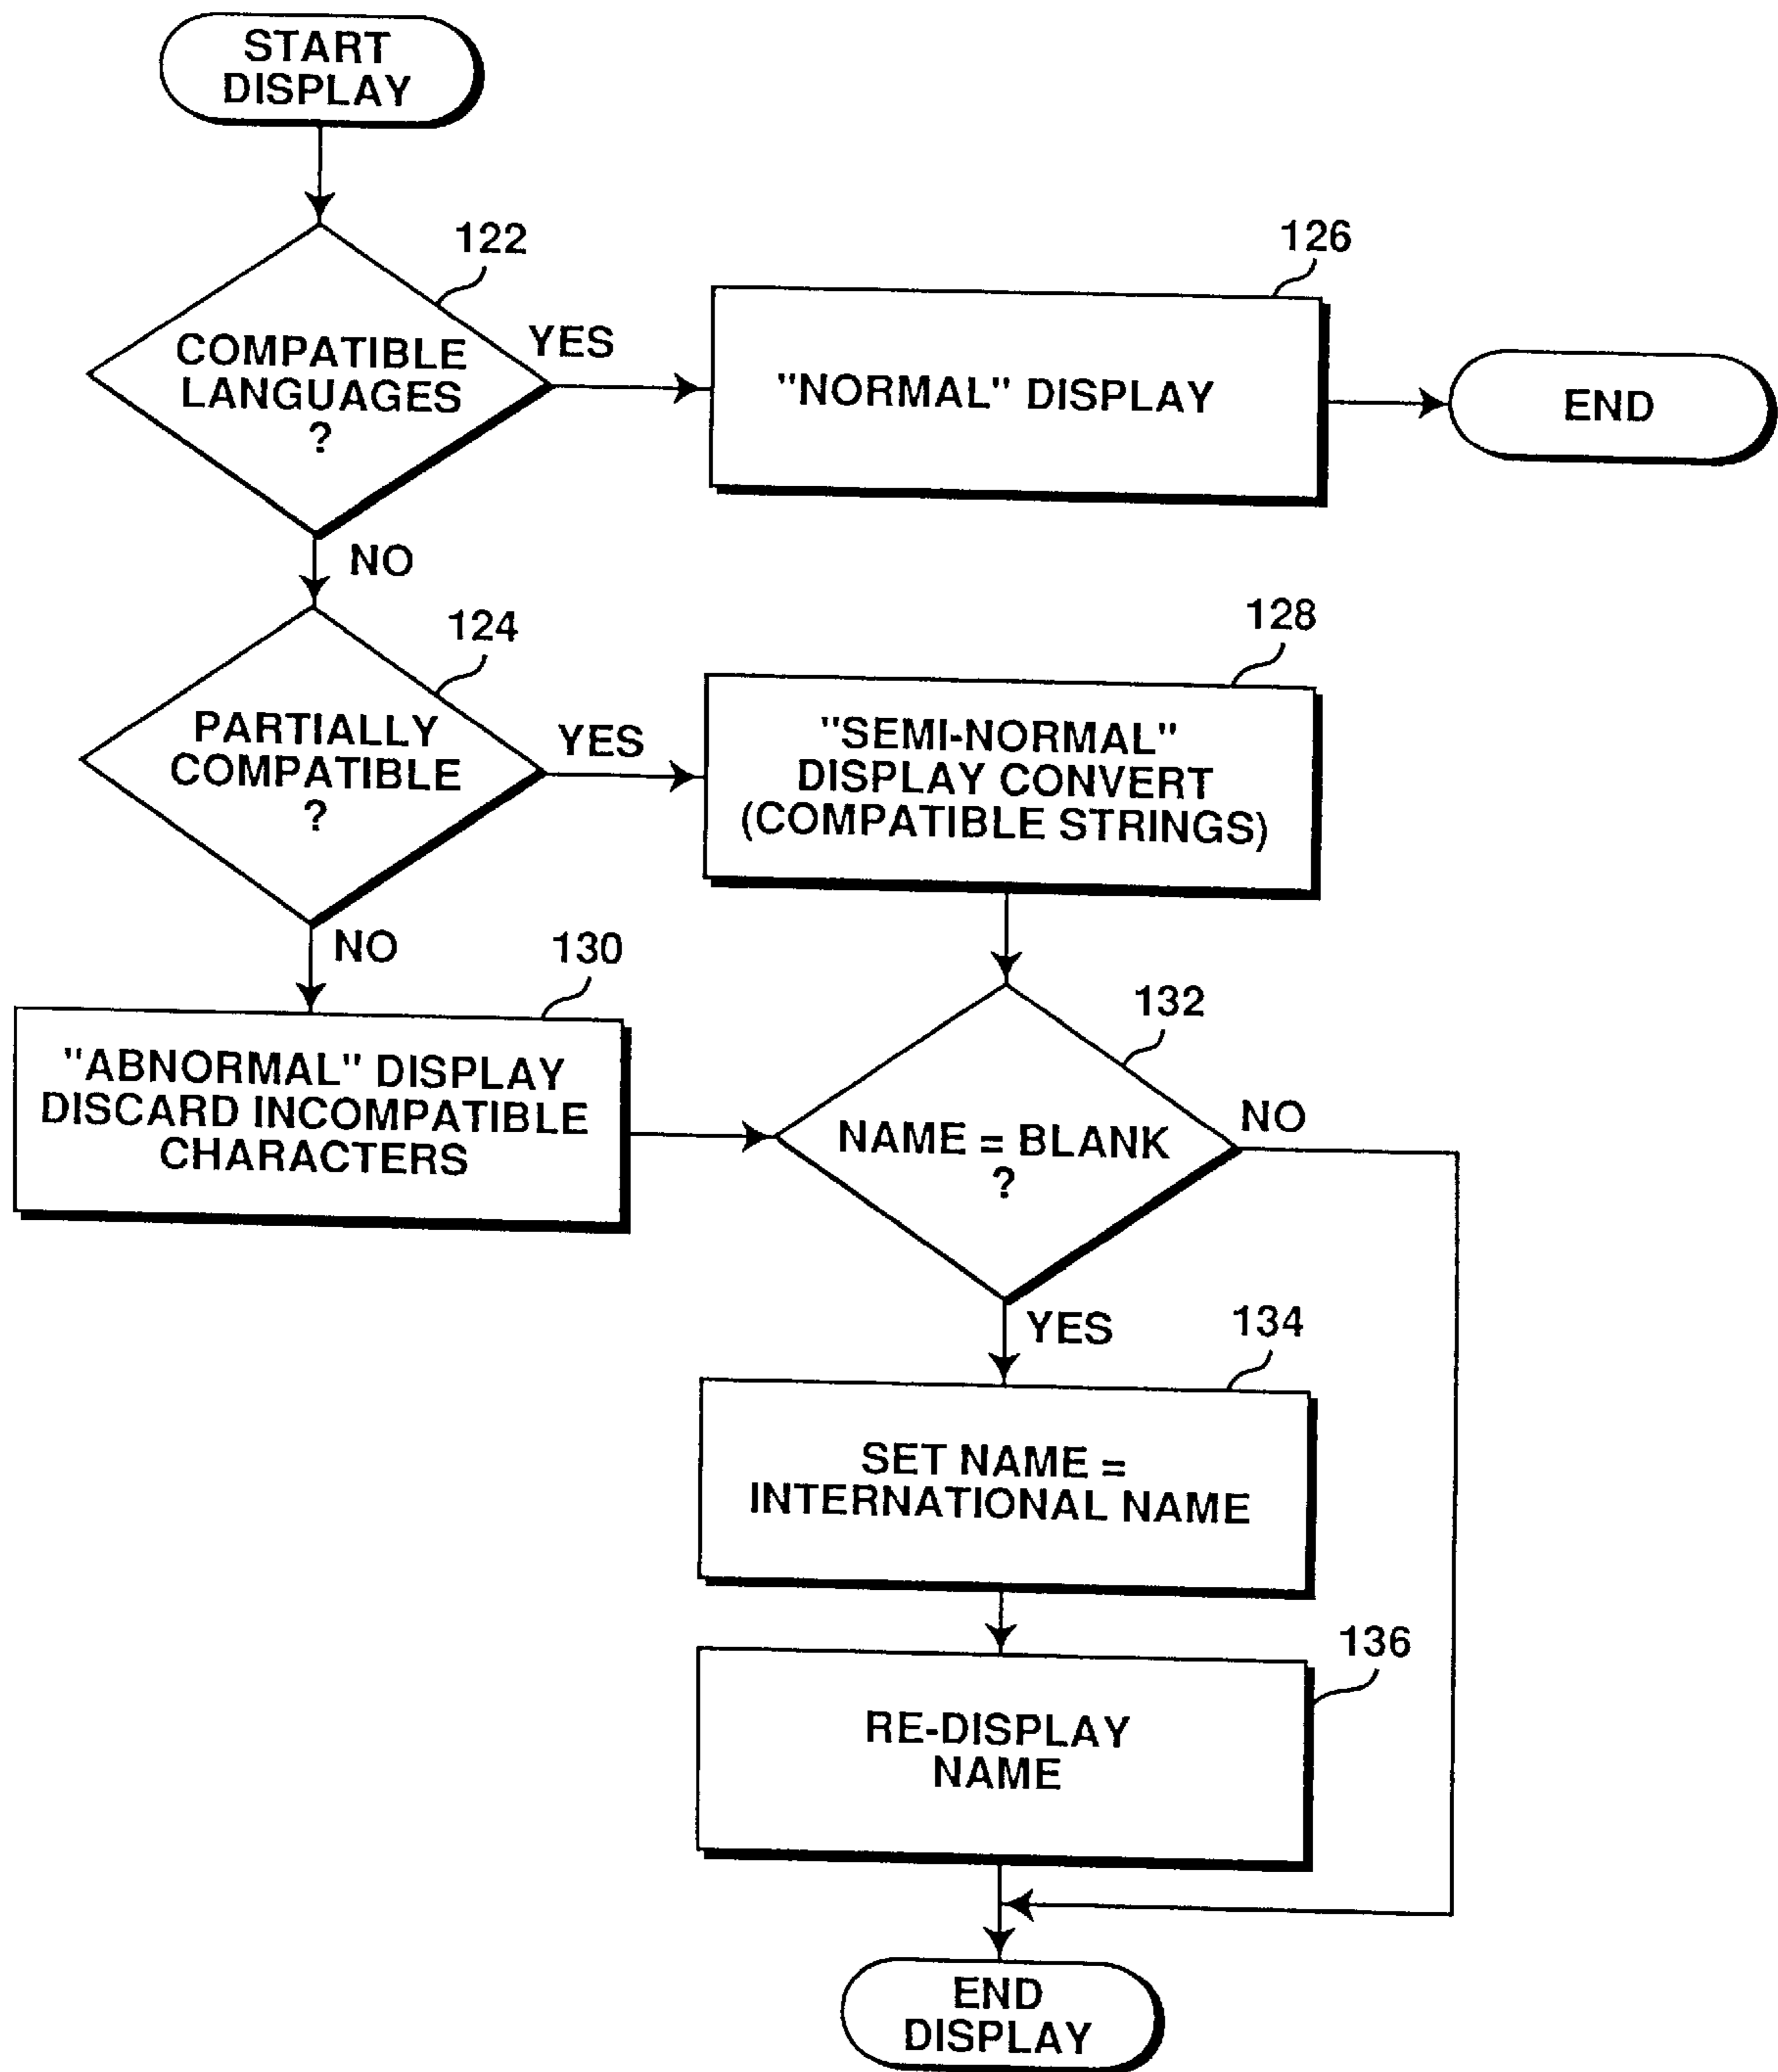 START
DISPLAY
122
COMPATIBLE
LANGUAGES
?
YES
126
"NORMAL" DISPLAY
END
NO
124
PARTIALLY
COMPATIBLE
?
YES
128
"SEMI-NORMAL"
DISPLAY CONVERT
(COMPATIBLE STRINGS)
NO
130
"ABNORMAL" DISPLAY
DISCARD INCOMPATIBLE
CHARACTERS
132
NAME = BLANK
?
NO
YES
134
SET NAME =
INTERNATIONAL NAME
136
RE-DISPLAY
NAME
END
DISPLAY